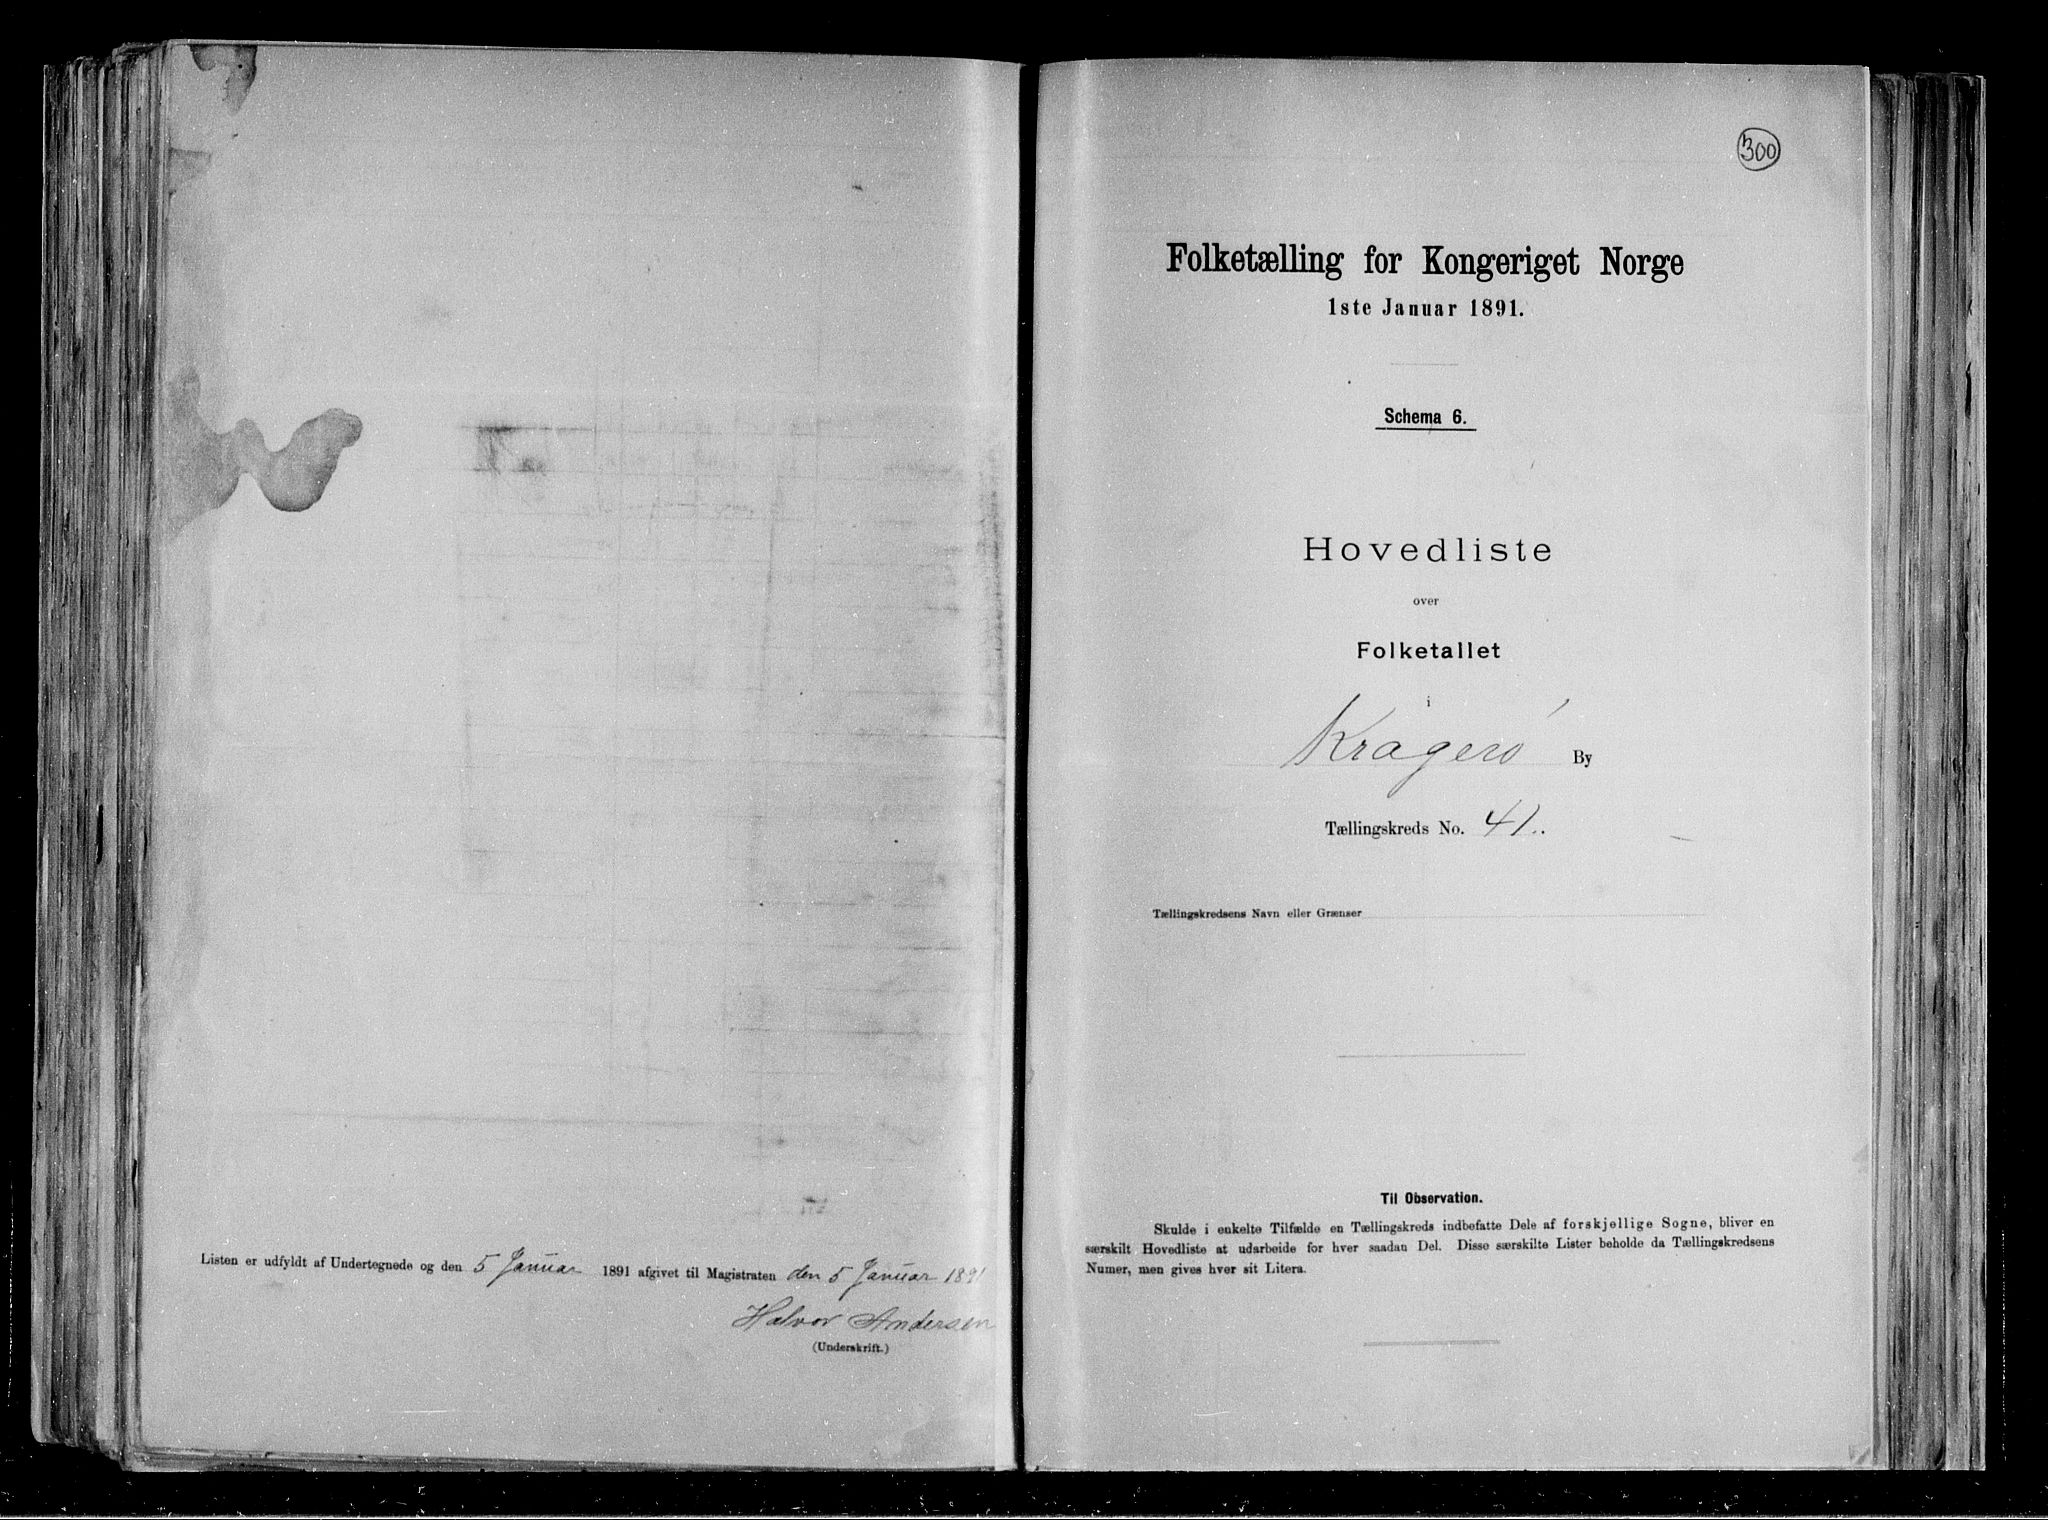 Listen er udfyldt af Undertegnede og den 5 Januar 1891 afgivet til Magistraten den 5 Januar 1891
Halvor Andersen
(Underskrift.)
300
Folketælling for Kongeriget Norge
1ste Januar 1891.
Schema 6.
Hovedliste
over
Folketallet
i
Kragerø By
Tællingskreds No. 41.
Tællingskredsens Navn eller Grænser
Til Observation.
Skulde i enkelte Tilfælde en Tællingskreds indbefatte Dele af forskjellige Sogne, bliver en
særskilt Hovedliste at udarbeide for hver saadan Del. Disse særskilte Lister beholde da Tællingskredsens
Numer, men gives hver sit Litera.